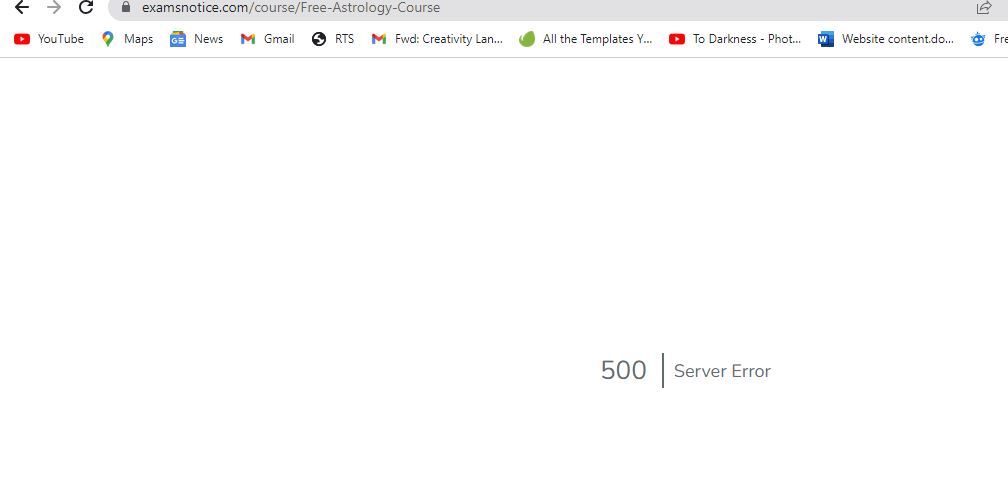 examsnotice.com/course/Free-Astrology-Course
YouTube Maps News Gmail RTS Fwd: Creativity Lan... All the Templates Y... To Darkness - Phot... Website content.do... Fre
500 Server Error